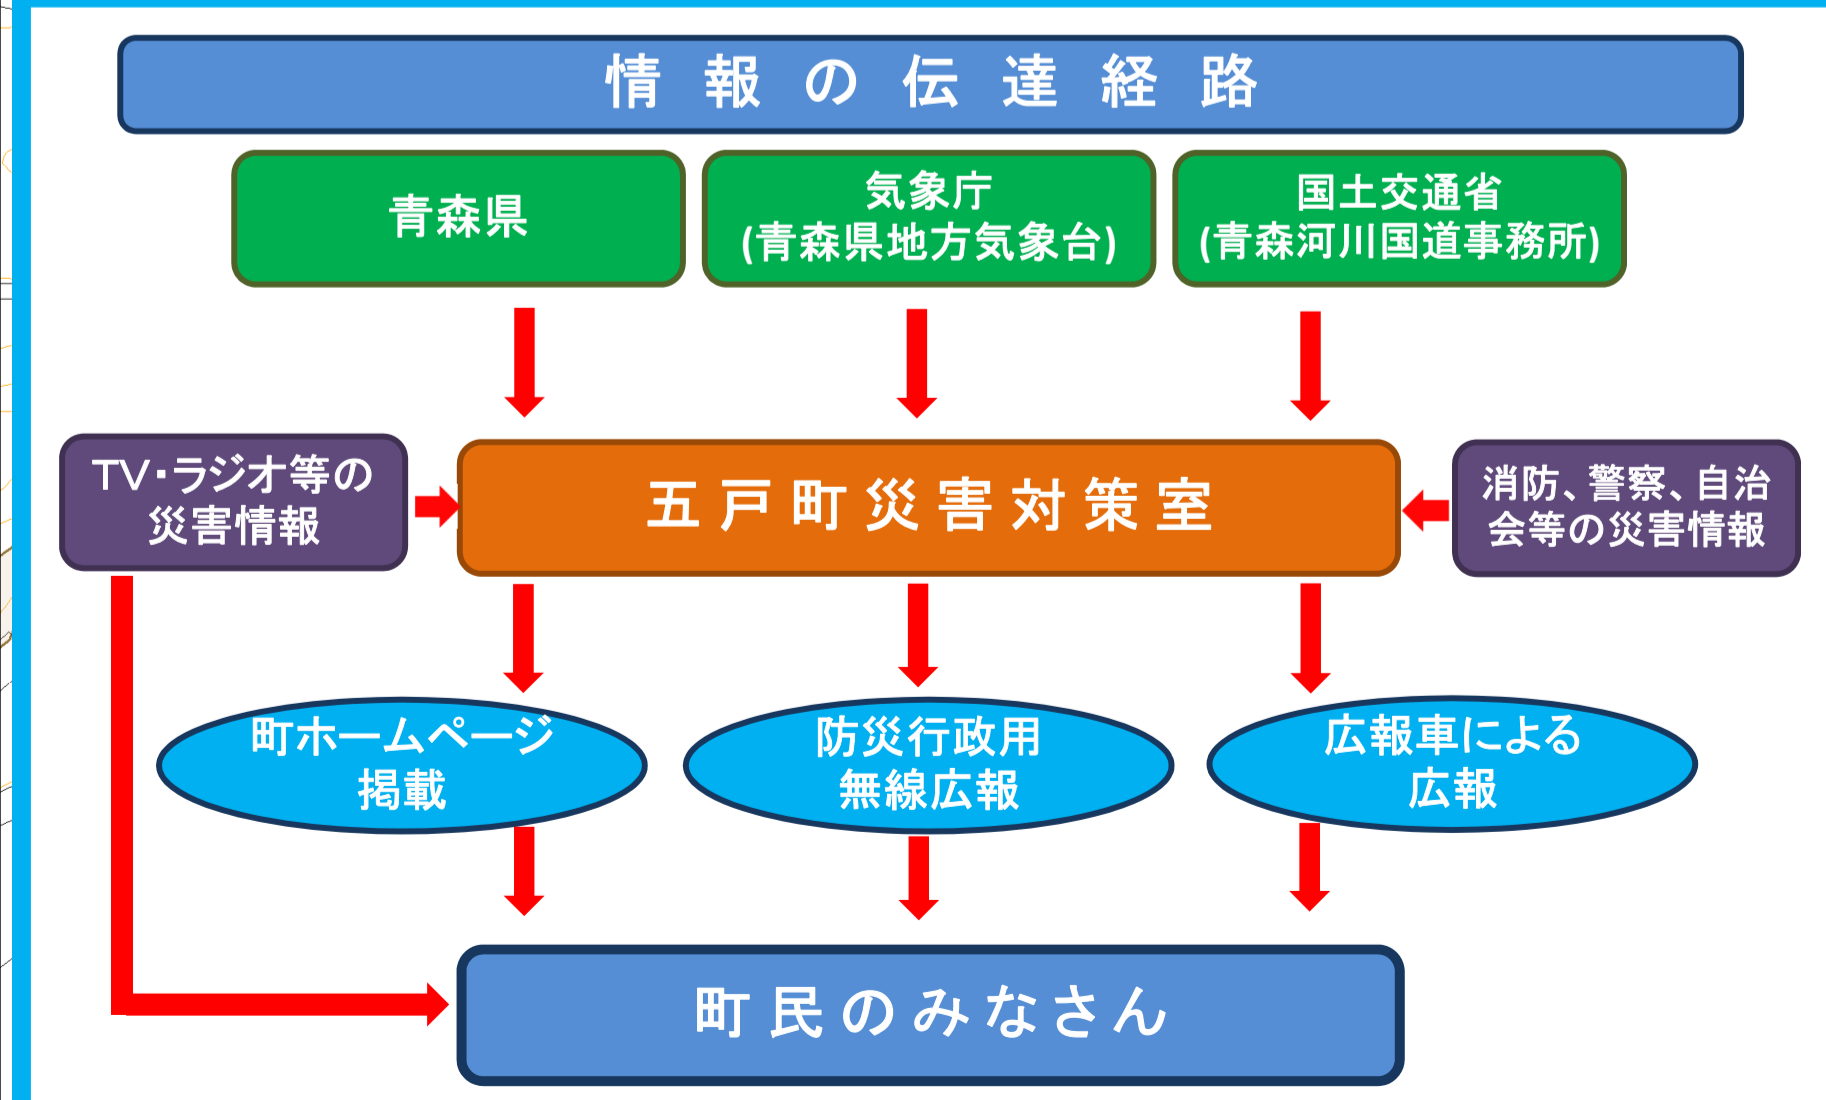 情報の伝達経路
青森県
気象庁
(青森県地方気象台)
国土交通省
(青森河川国道事務所)
TV・ラジオ等の
災害情報
五戸町災害対策室
消防、警察、自治
会等の災害情報
町ホームページ
掲載
防災行政用
無線広報
広報車による
広報
町民のみなさん